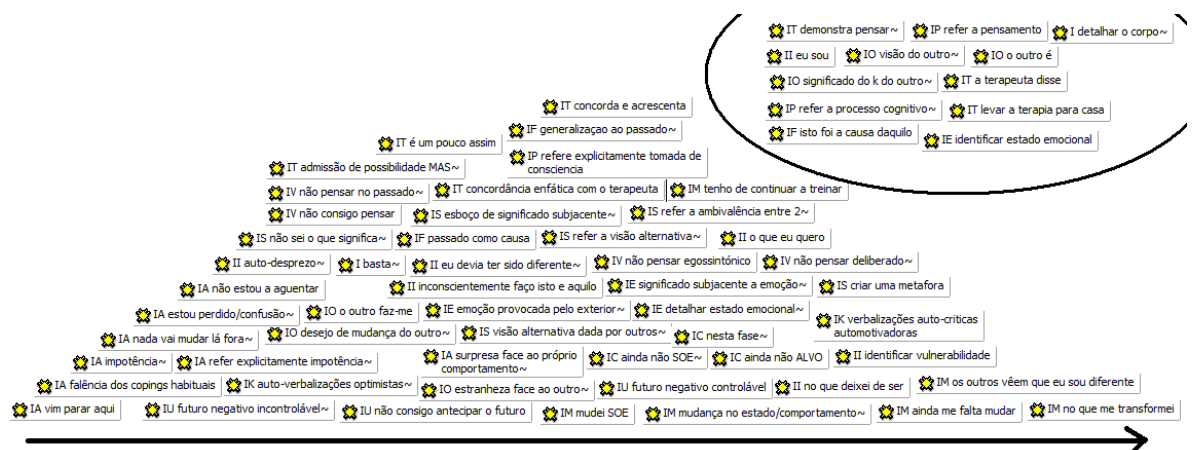 IT demonstra pensar~ IP refer a pensamento I detalhar o corpo~
II eu sou IO visão do outro~ IO o outro é
IO significado do k do outro~ IT a terapeuta disse
IP refer a processo cognitivo~ IT levar a terapia para casa
IF isto foi a causa daquilo IE identificar estado emocional
IT concorda e acrescenta
IT é um pouco assim IF generalizaçao ao passado~
IT admissão de possibilidade MAS~ IP refere explicitamente tomada de
consciencia
IV não pensar no passado~ IT concordância enfática com o terapeuta IM tenho de continuar a treinar
IV não consigo pensar IS esboço de significado subjacente~ IS refer a ambivalência entre 2~
IS não sei o que significa~ IF passado como causa IS refer a visão alternativa~ II o que eu quero
II auto-desprezo~ I basta~ II eu devia ter sido diferente~ IV não pensar egossintónico IV não pensar deliberado~
IA não estou a aguentar II inconscientemente faço isto e aquilo IE significado subjacente a emoção~ IS criar uma metafora
IA estou perdido/confusão~ IO o outro faz-me IE emoção provocada pelo exterior~ IE detalhar estado emocional~ IK verbalizações auto-criticas
automotivadoras
IA nada vai mudar lá fora~ IO desejo de mudança do outro~ IS visão alternativa dada por outros~ IC nesta fase~
IA impotência~ IA refer explicitamente impotência~ IA surpresa face ao próprio
comportamento~ IC ainda não SOE~ IC ainda não ALVO II identificar vulnerabilidade
IA falência dos copings habituais IK auto-verbalizações optimistas~ IO estranheza face ao outro~ IU futuro negativo controlável II no que deixei de ser IM os outros vêem que eu sou diferente
IA vim parar aqui IU futuro negativo incontrolável~ IU não consigo antecipar o futuro IM mudei SOE IM mudança no estado/comportamento~ IM ainda me falta mudar IM no que me transformei